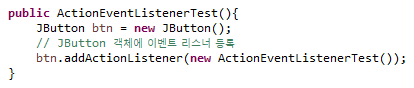 public ActionEventListenerTest(){
    JButton btn = new JButton();
    // JButton 객체에 이벤트 리스너 등록
    btn.addActionListener(new ActionEventListenerTest());
}